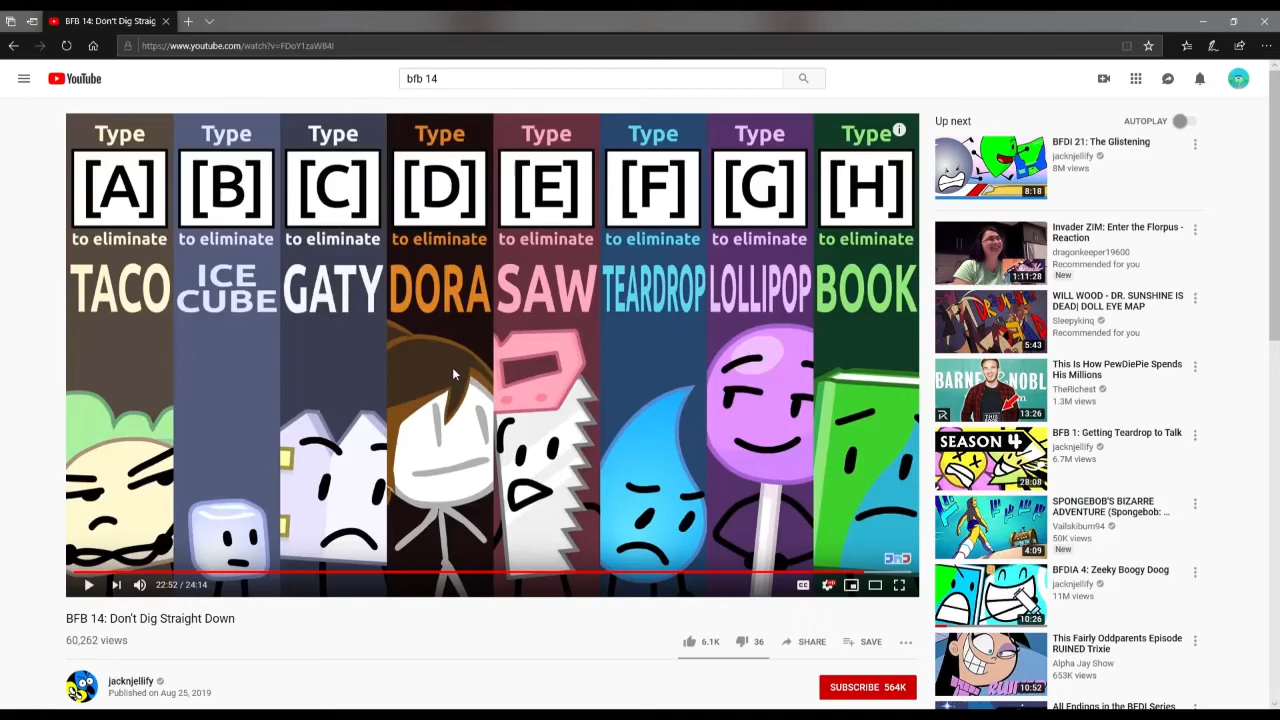 BFB 14: Don't Dig Straigh
https://www.youtube.com/watch?v=FDoY1zaW84I
YouTube
bfb 14
Type Type Type Type Type Type Type Type
[A] [B] [C] [D] [E] [F] [G] [H]
to eliminate to eliminate to eliminate to eliminate to eliminate to eliminate to eliminate to eliminate
TACO ICE CUBE GATY DORA SAW TEARDROP LOLLIPOP BOOK
CC
HD
22:52 / 24:14
BFB 14: Don't Dig Straight Down
60,262 views
6.1K 36 SHARE SAVE
jacknjellify
Published on Aug 25, 2019
SUBSCRIBE 564K
Up next
AUTOPLAY
BFDI 21: The Glistening
jacknjellify
8M views
8:18
Invader ZIM: Enter the Florpus -
Reaction
dragonkeeper19600
Recommended for you
New
1:11:28
WILL WOOD - DR. SUNSHINE IS
DEAD| DOLL EYE MAP
Sleepykinq
Recommended for you
5:43
This Is How PewDiePie Spends
His Millions
TheRichest
1.3M views
BARNE NOBL
THIS
13:26
BFB 1: Getting Teardrop to Talk
jacknjellify
6.7M views
SEASON 4
28:08
SPONGEBOB'S BIZARRE
ADVENTURE (Spongebob: ...
Vailskibum94
50K views
New
4:09
BFDIA 4: Zeeky Boogy Doog
jacknjellify
11M views
10:26
This Fairly Oddparents Episode
RUINED Trixie
Alpha Jay Show
653K views
10:52
All Endings in the BFDI Series